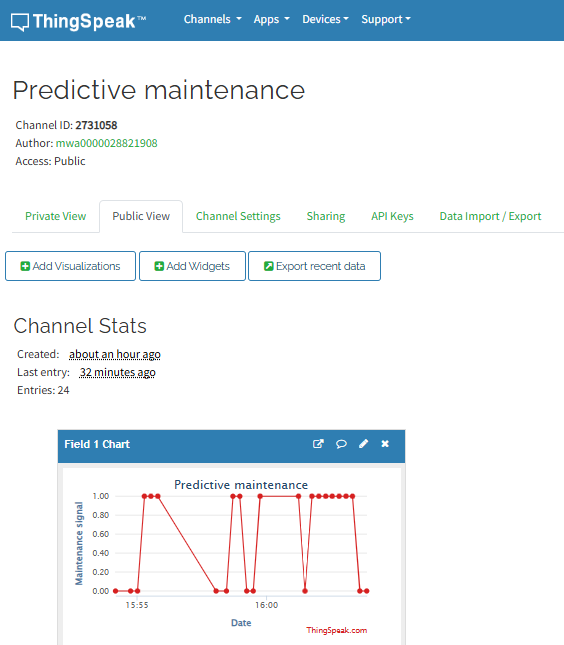 ThingSpeak™ Channels Apps Devices Support
Predictive maintenance
Channel ID: 2731058
Author: mwa0000028821908
Access: Public
Private View Public View Channel Settings Sharing API Keys Data Import / Export
Add Visualizations Add Widgets Export recent data
Channel Stats
Created: about an hour ago
Last entry: 32 minutes ago
Entries: 24
Field 1 Chart
Predictive maintenance
Maintenance signal
1.00
0.80
0.60
0.40
0.20
0.00
15:55 16:00
Date
ThingSpeak.com